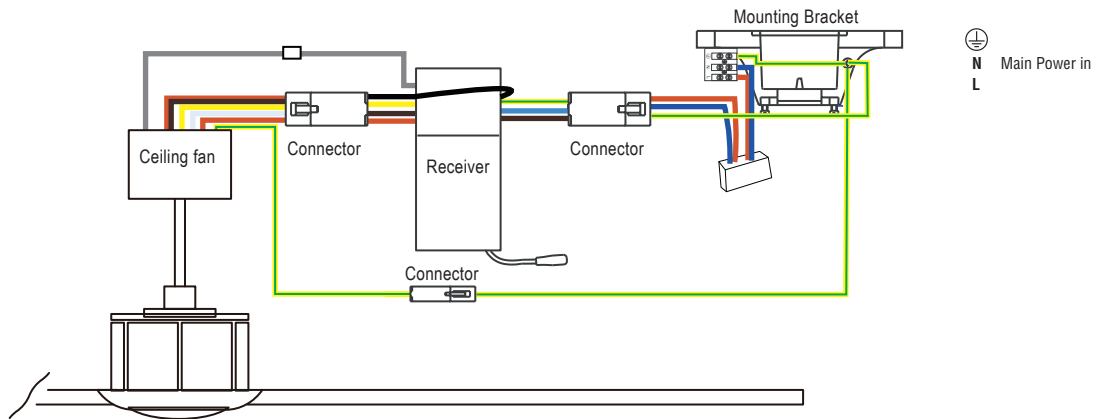 Mounting Bracket
N Main Power in
L
Connector
Connector
Ceiling fan
Receiver
Connector